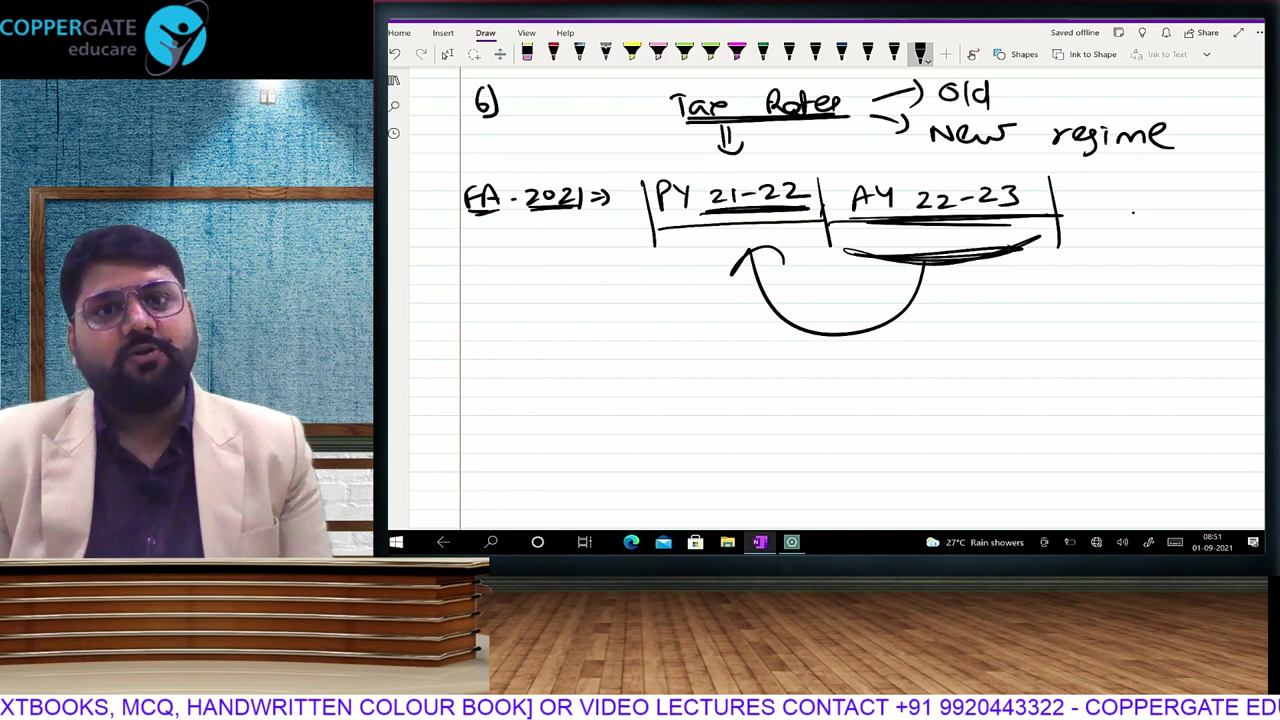 COPPERGATE
educare
Home Insert Draw View Help
Saved offline
Share
Shapes
Ink to Shape
Ink to Text
6) Tax Rates → Old
→ New regime
FA - 2021 ⇒ PY 21-22 AY 22-23
27°C Rain showers
08:51
01-09-2021
XTBOOKS, MCQ, HANDWRITTEN COLOUR BOOK] OR VIDEO LECTURES CONTACT +91 9920443322 - COPPERGATE EDU